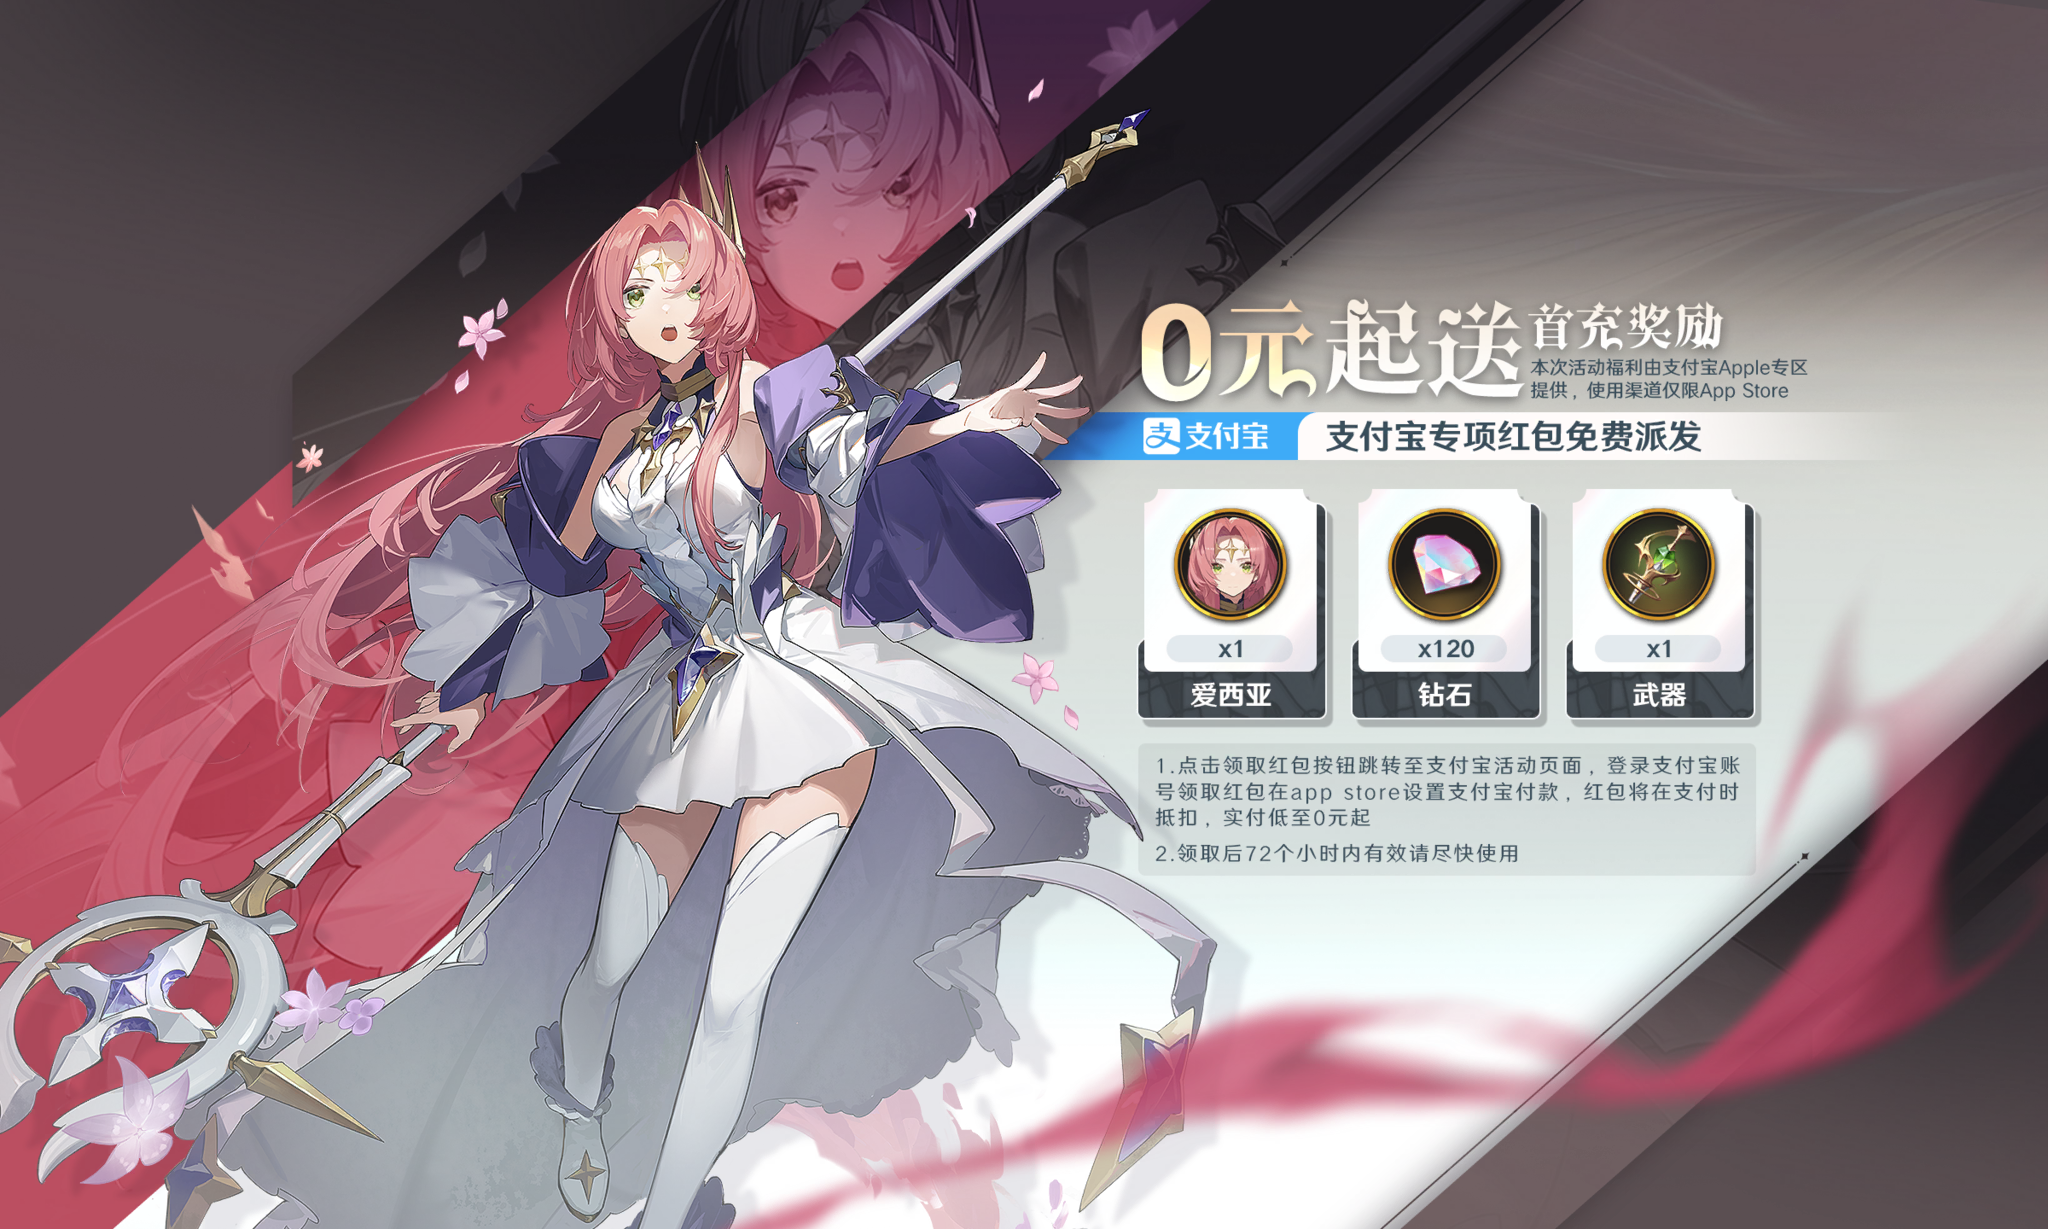 0元起送首充奖励
本次活动福利由支付宝Apple专区
提供，使用渠道仅限App Store
支 支付宝 支付宝专项红包免费派发
x1
x120
x1
爱西亚
钻石
武器
1.点击领取红包按钮跳转至支付宝活动页面，登录支付宝账
号领取红包在app store设置支付宝付款，红包将在支付时
抵扣，实付低至0元起
2.领取后72个小时内有效请尽快使用